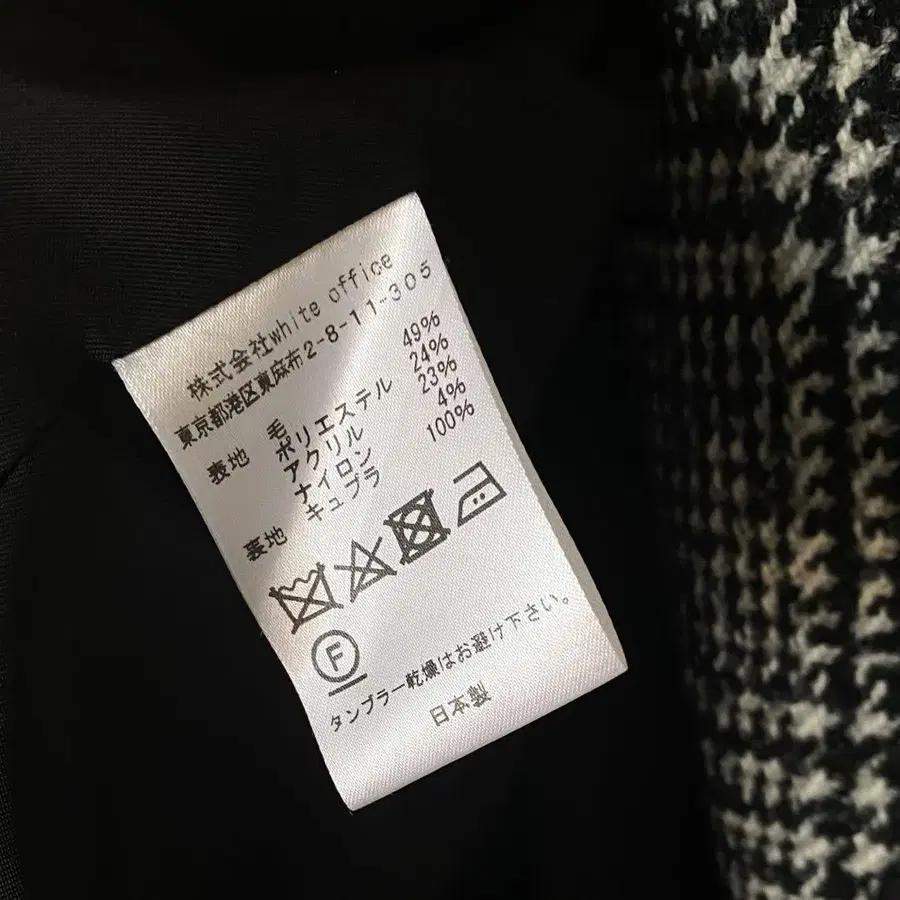 株式会社white office
東京都港区東麻布2-8-11-305
表地 毛 49%
ポリエステル 24%
アクリル 23%
ナイロン 4%
裏地 キュプラ 100%
F
タンブラー乾燥はお避け下さい。
日本製